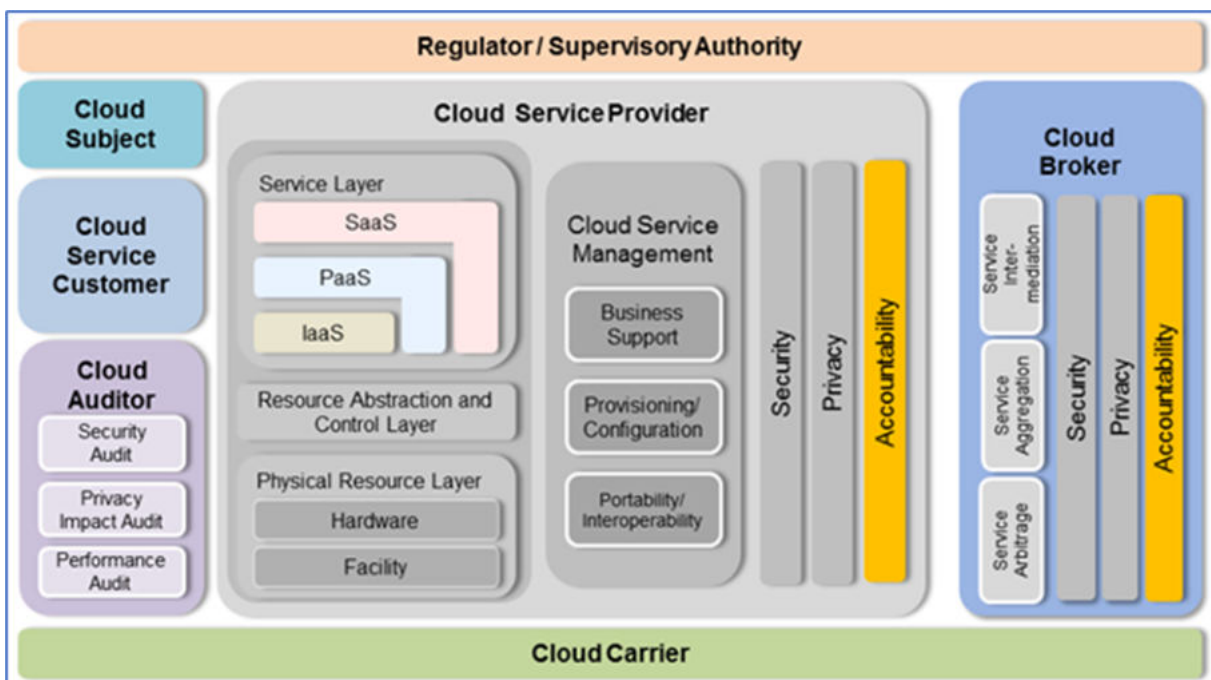 Regulator / Supervisory Authority
Cloud
Subject
Cloud
Service
Customer
Cloud
Auditor
Security
Audit
Privacy
Impact Audit
Performance
Audit
Cloud Service Provider
Service Layer
SaaS
PaaS
IaaS
Resource Abstraction and
Control Layer
Physical Resource Layer
Hardware
Facility
Cloud Service
Management
Business
Support
Provisioning/
Configuration
Portability/
Interoperability
Security
Privacy
Accountability
Cloud
Broker
Service
Inter-
mediation
Service
Aggregation
Service
Arbitrage
Security
Privacy
Accountability
Cloud Carrier